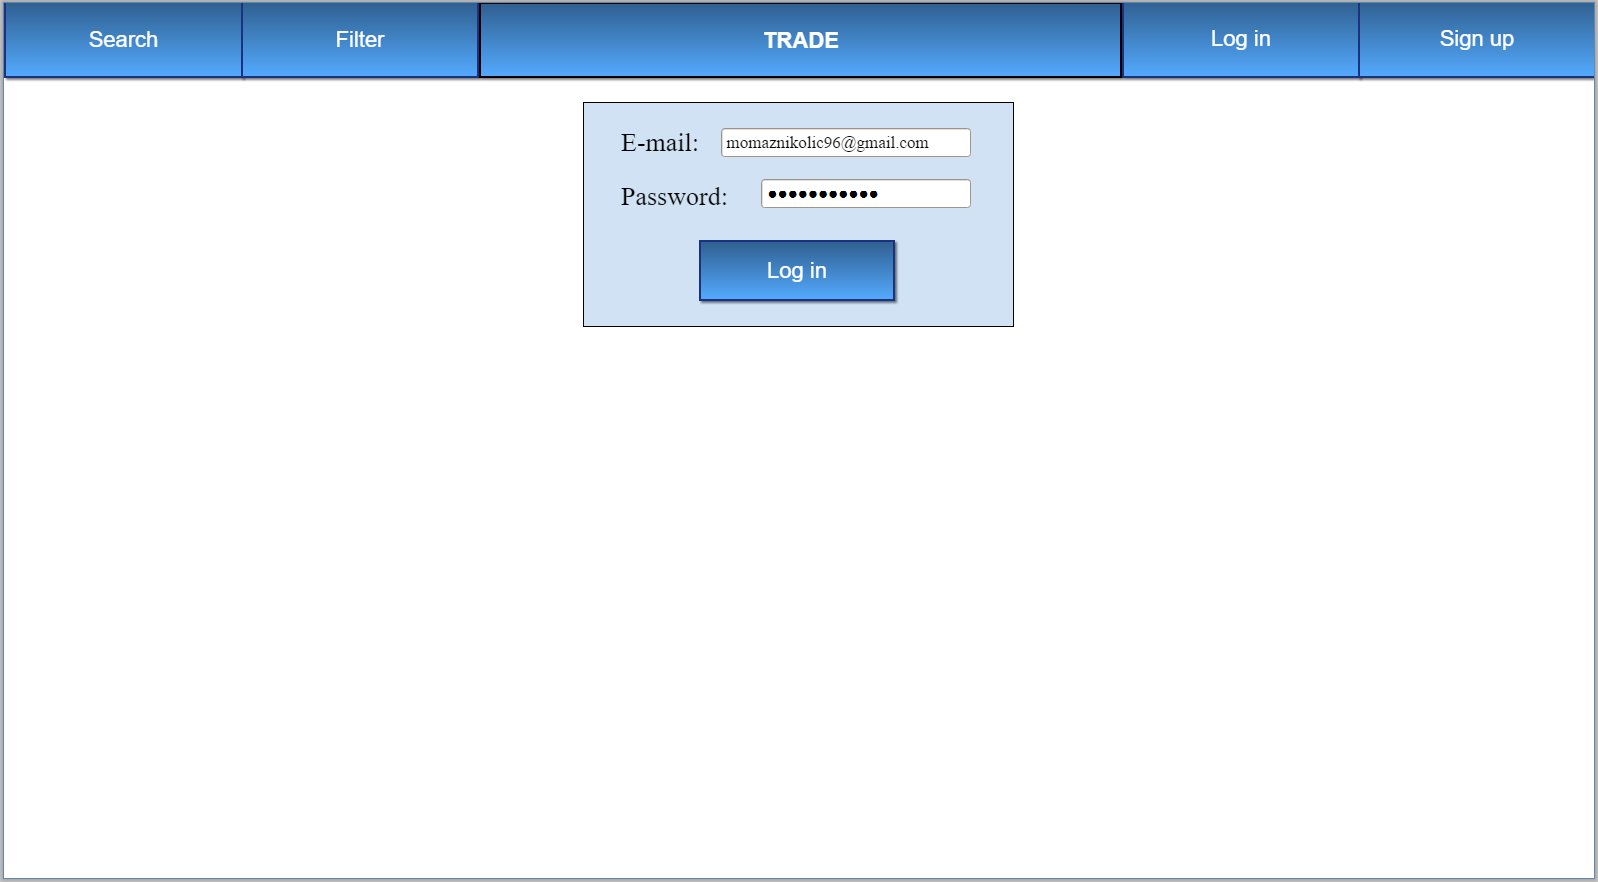 Search Filter TRADE Log in Sign up
E-mail: momaznikolic96@gmail.com
Password: •••••••••••
Log in